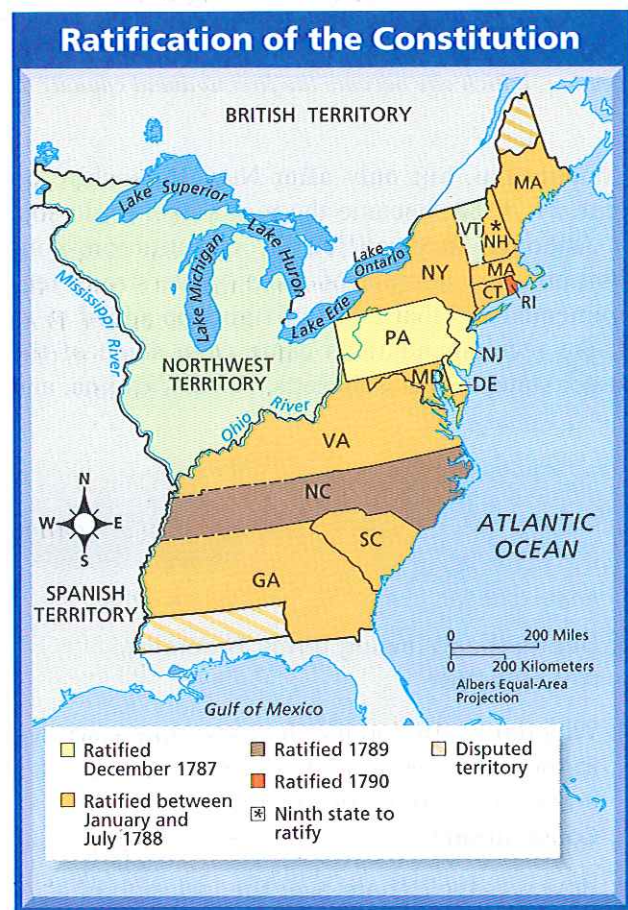 Ratification of the Constitution
BRITISH TERRITORY
Lake Superior
Lake Michigan
Lake Huron
Lake Ontario
Lake Erie
MA
VT
NH
NY
MA
CT
RI
PA
NJ
MD
DE
Mississippi River
NORTHWEST
TERRITORY
Ohio River
VA
NC
SC
GA
N
W
E
S
SPANISH
TERRITORY
ATLANTIC
OCEAN
0 200 Miles
0 200 Kilometers
Albers Equal-Area
Projection
Gulf of Mexico
Ratified
December 1787
Ratified between
January and
July 1788
Ratified 1789
Ratified 1790
* Ninth state to
ratify
Disputed
territory